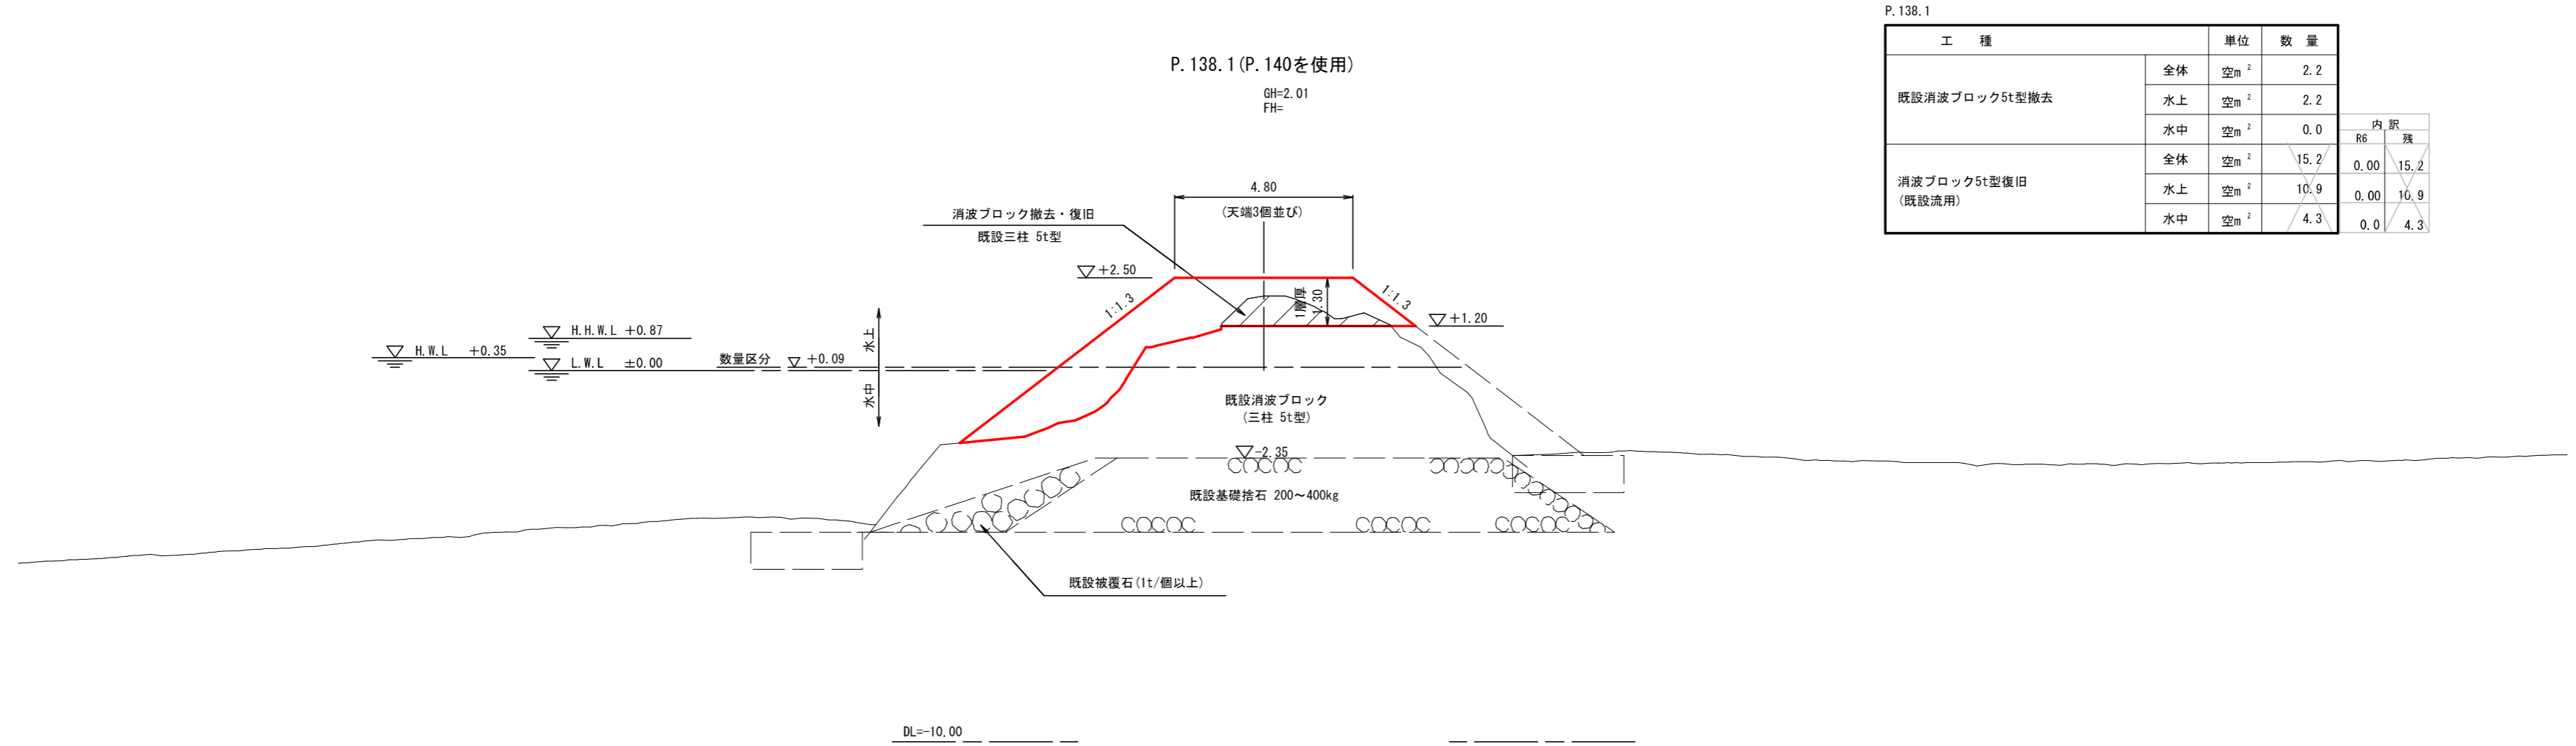 P.138.1
工　種 単位 数　量
既設消波ブロック5t型撤去 全体 空m² 2.2
水上 空m² 2.2
水中 空m² 0.0
内 訳
R6 残
消波ブロック5t型復旧
(既設流用)
全体 空m² 15.2 0.00 15.2
水上 空m² 10.9 0.00 10.9
水中 空m² 4.3 0.0 4.3
P.138.1(P.140を使用)
GH=2.01
FH=
4.80
(天端3個並び)
消波ブロック撤去・復旧
既設三柱 5t型
+2.50
1:1.3
1層厚
1.30
1:1.3
+1.20
H.H.W.L +0.87
H.W.L +0.35
L.W.L ±0.00
数量区分 +0.09
水上
水中
既設消波ブロック
(三柱 5t型)
-2.35
既設基礎捨石 200～400kg
既設被覆石(1t/個以上)
DL=-10.00